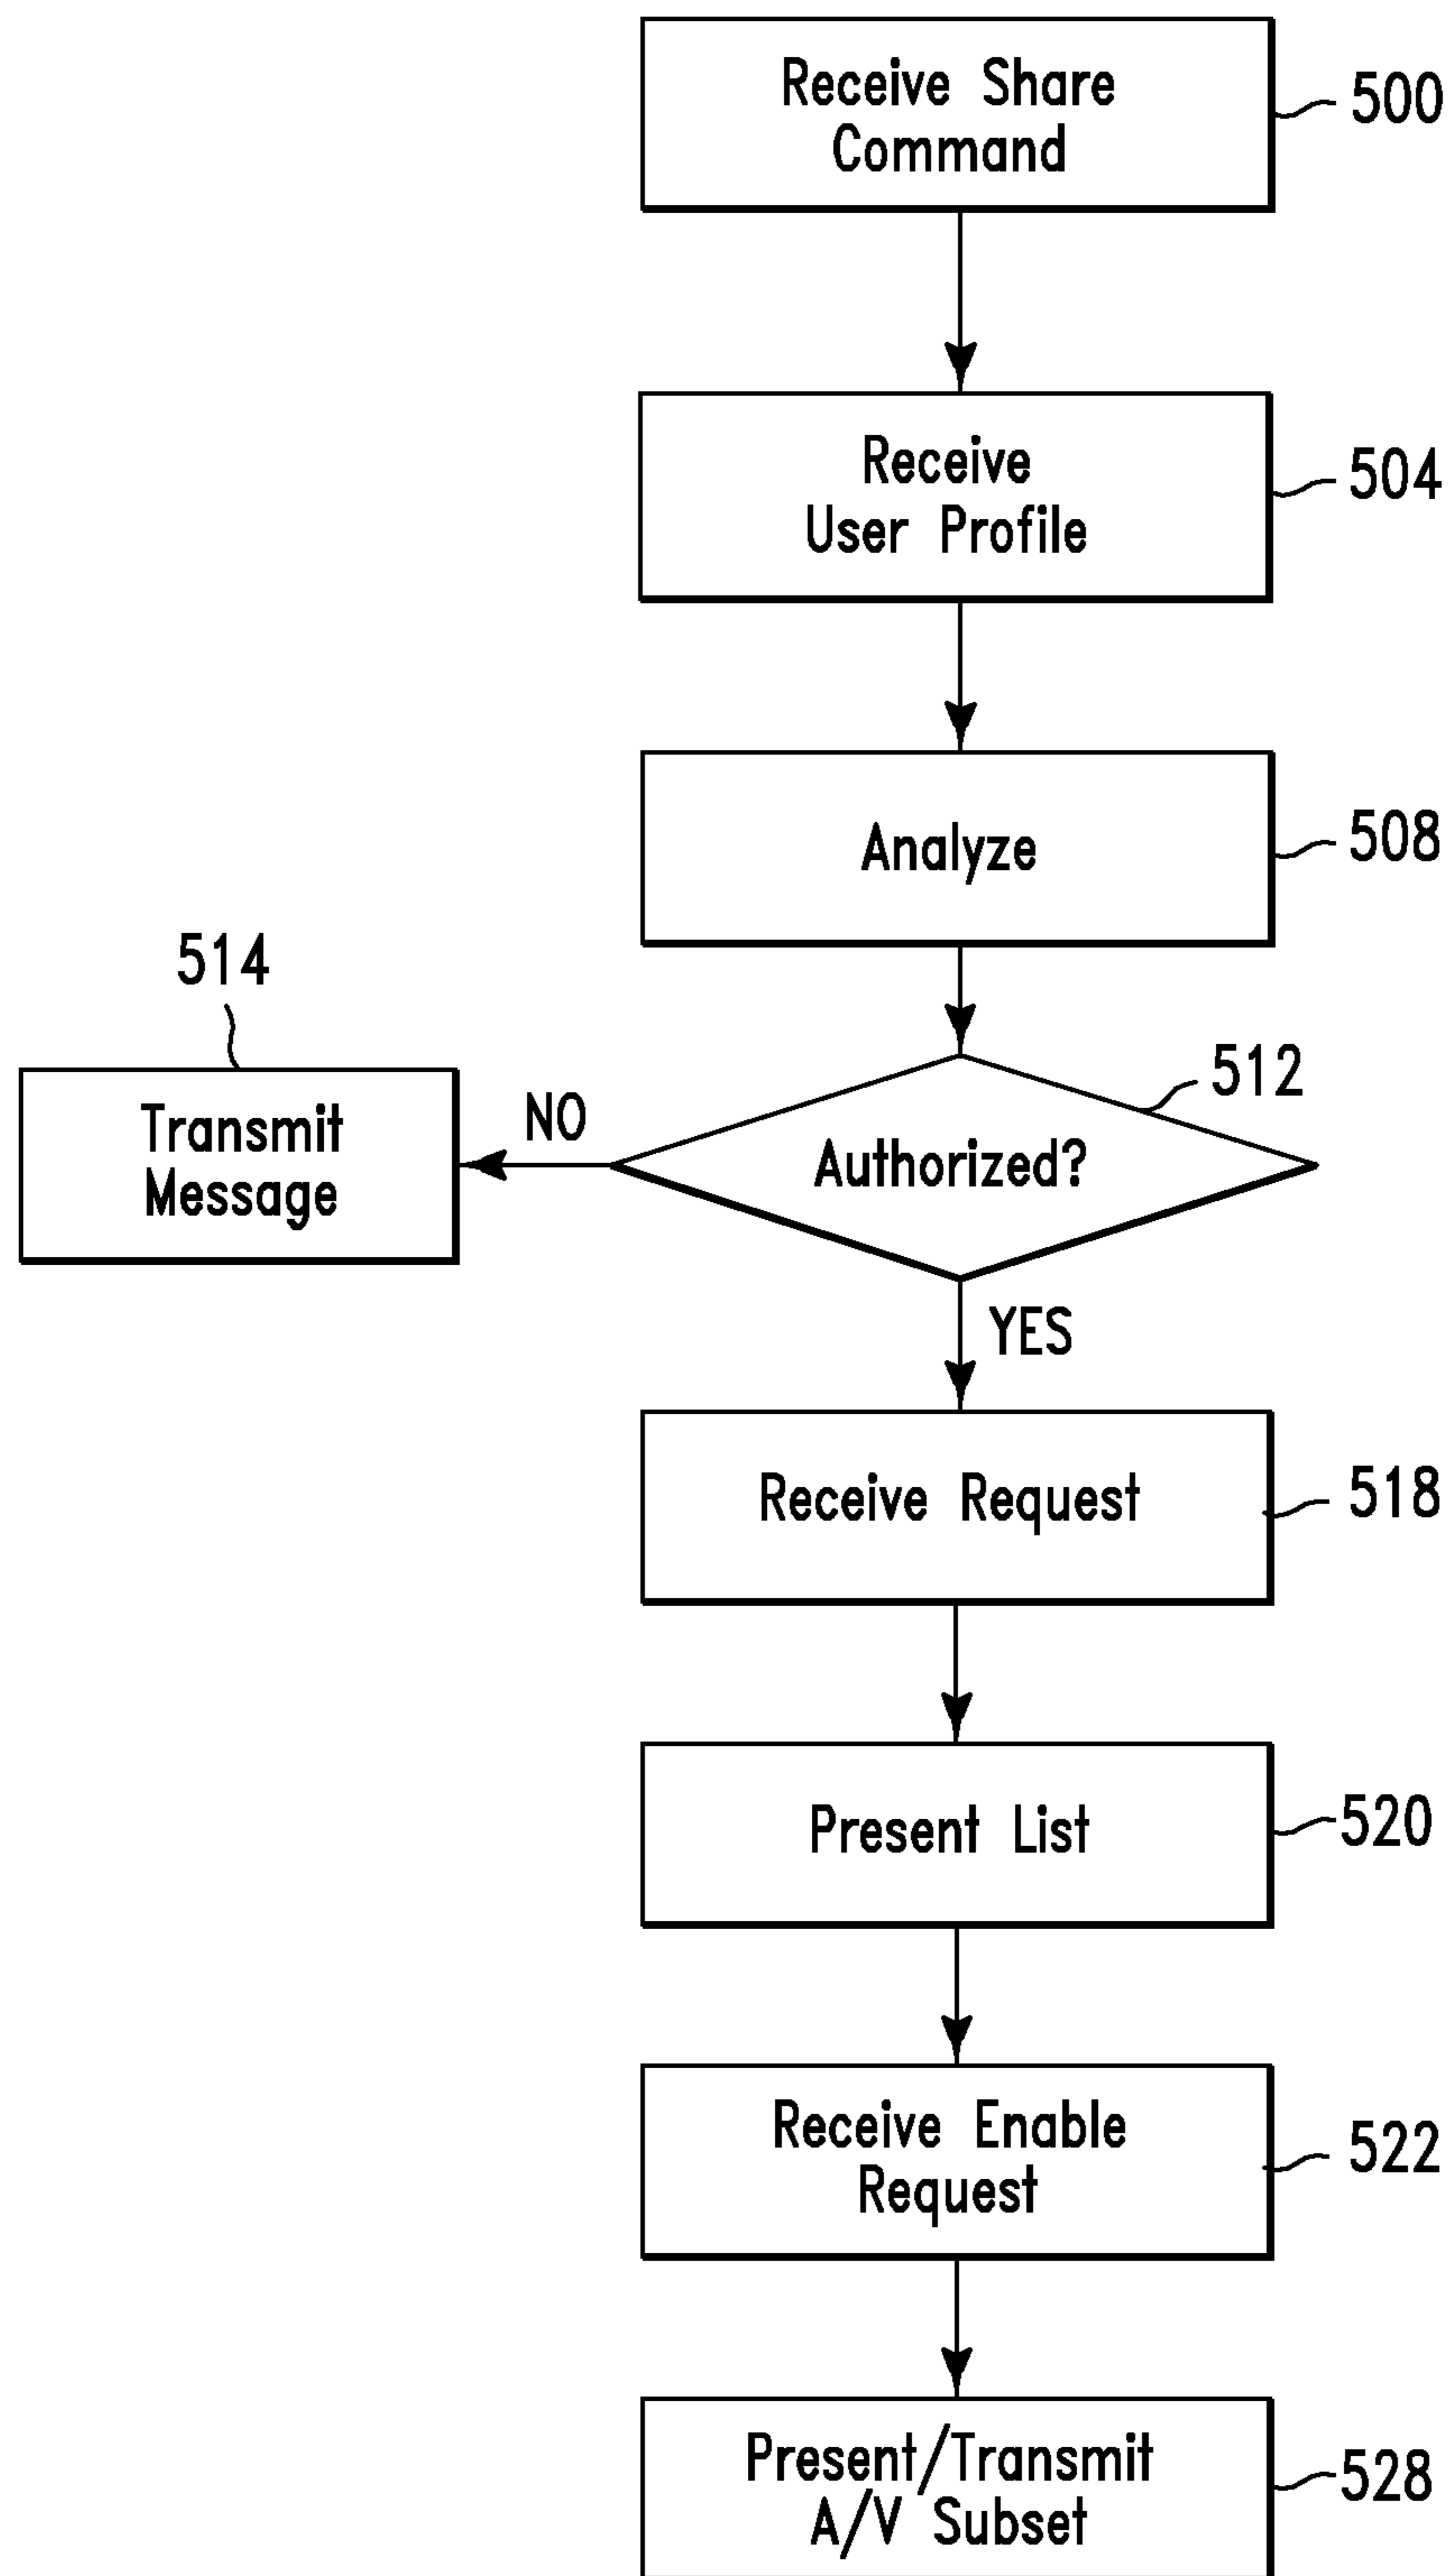 Receive Share
Command
500
Receive
User Profile
504
Analyze
508
514
Transmit
Message
NO
Authorized?
512
YES
Receive Request
518
Present List
520
Receive Enable
Request
522
Present/Transmit
A/V Subset
528